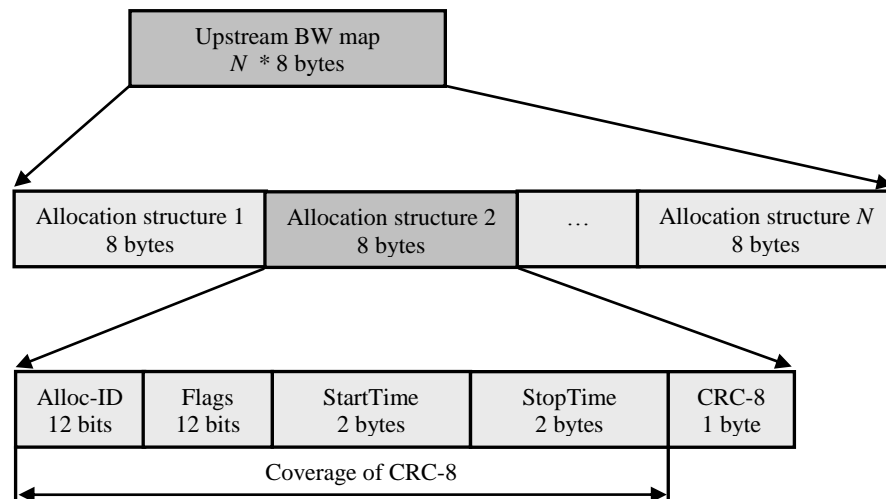 Upstream BW map
N * 8 bytes
Allocation structure 1
8 bytes
Allocation structure 2
8 bytes
…
Allocation structure N
8 bytes
Alloc-ID
12 bits
Flags
12 bits
StartTime
2 bytes
StopTime
2 bytes
CRC-8
1 byte
Coverage of CRC-8